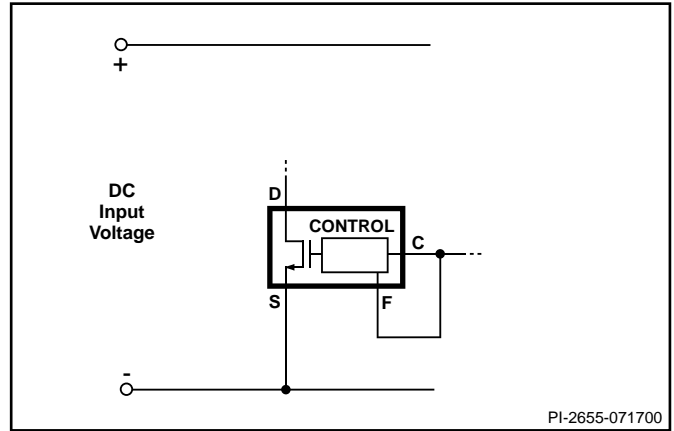 +
DC
Input
Voltage
D
CONTROL
C
S
F
-
PI-2655-071700